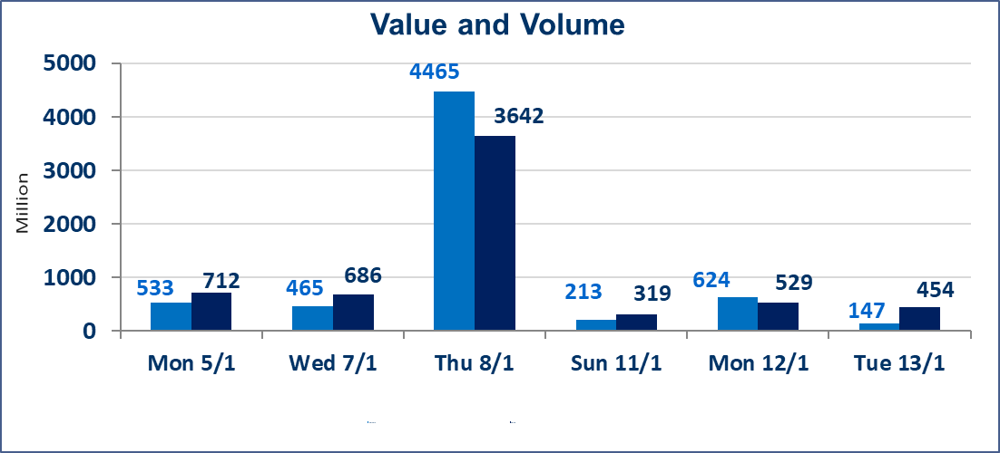 Value and Volume
5000
4000
3000
2000
1000
0
Million
533
712
465
686
4465
3642
213
319
624
529
147
454
Mon 5/1
Wed 7/1
Thu 8/1
Sun 11/1
Mon 12/1
Tue 13/1